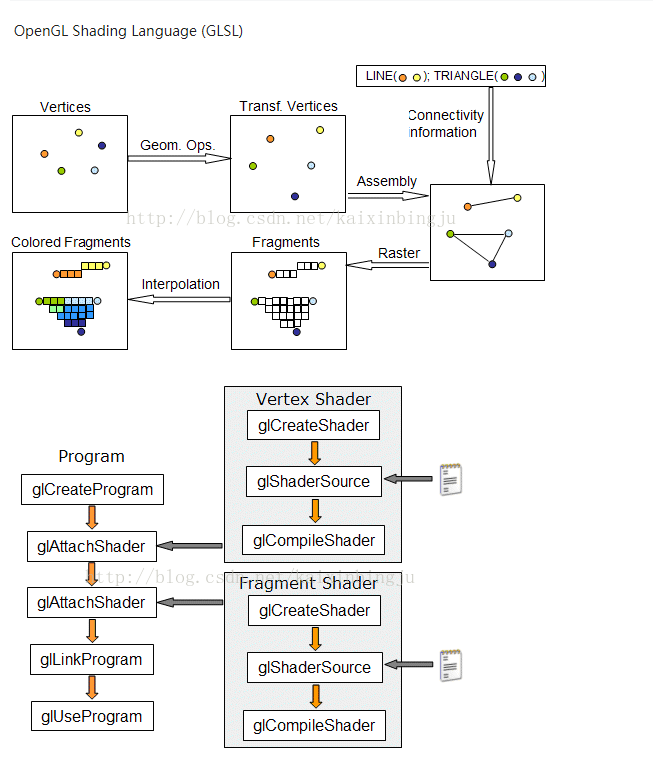 OpenGL Shading Language (GLSL)
LINE( ); TRIANGLE( )
Vertices
Transf. Vertices
Connectivity
information
Geom. Ops.
Assembly
http://blog.csdn.net/kaixinbingju
Colored Fragments
Fragments
Raster
Interpolation
Vertex Shader
glCreateShader
Program
glShaderSource
glCreateProgram
glAttachShader
glCompileShader
http://blog.csdn.net/kaixinbingju
Fragment Shader
glAttachShader
glCreateShader
glLinkProgram
glShaderSource
glUseProgram
glCompileShader